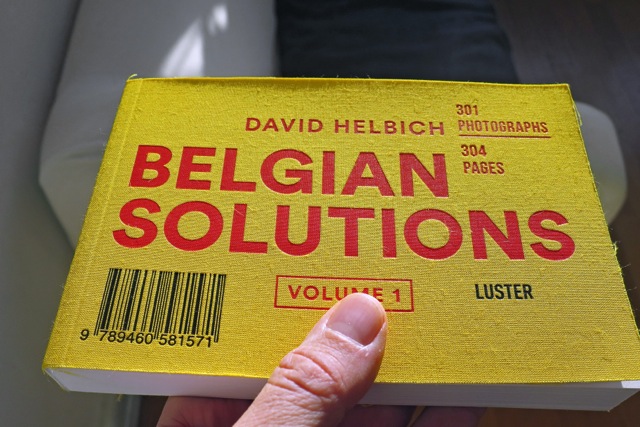 DAVID HELBICH
301
PHOTOGRAPHS
304
PAGES
BELGIAN
SOLUTIONS
VOLUME 1
LUSTER
9 789460 581571